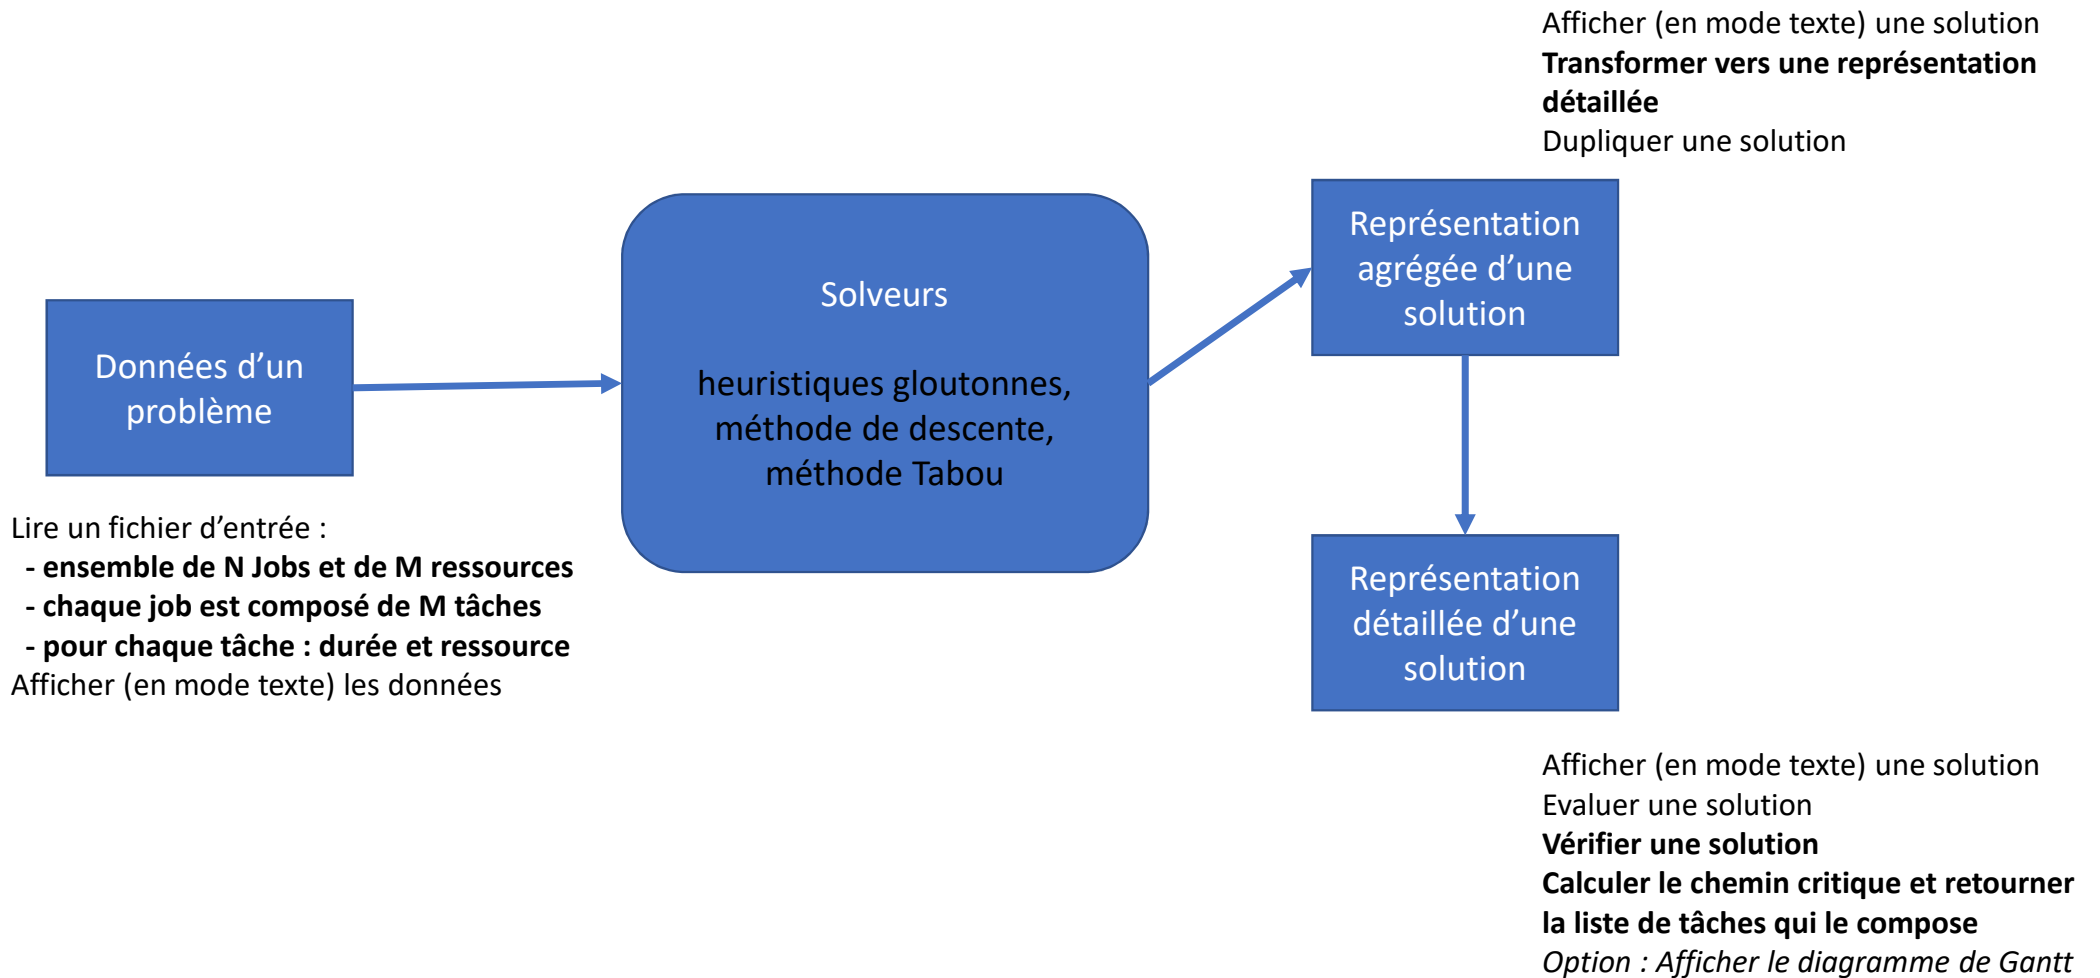 Données d’un
problème
Lire un fichier d’entrée :
- ensemble de N Jobs et de M ressources
- chaque job est composé de M tâches
- pour chaque tâche : durée et ressource
Afficher (en mode texte) les données
Solveurs
heuristiques gloutonnes,
méthode de descente,
méthode Tabou
Afficher (en mode texte) une solution
Transformer vers une représentation
détaillée
Dupliquer une solution
Représentation
agrégée d’une
solution
Représentation
détaillée d’une
solution
Afficher (en mode texte) une solution
Evaluer une solution
Vérifier une solution
Calculer le chemin critique et retourner
la liste de tâches qui le compose
Option : Afficher le diagramme de Gantt